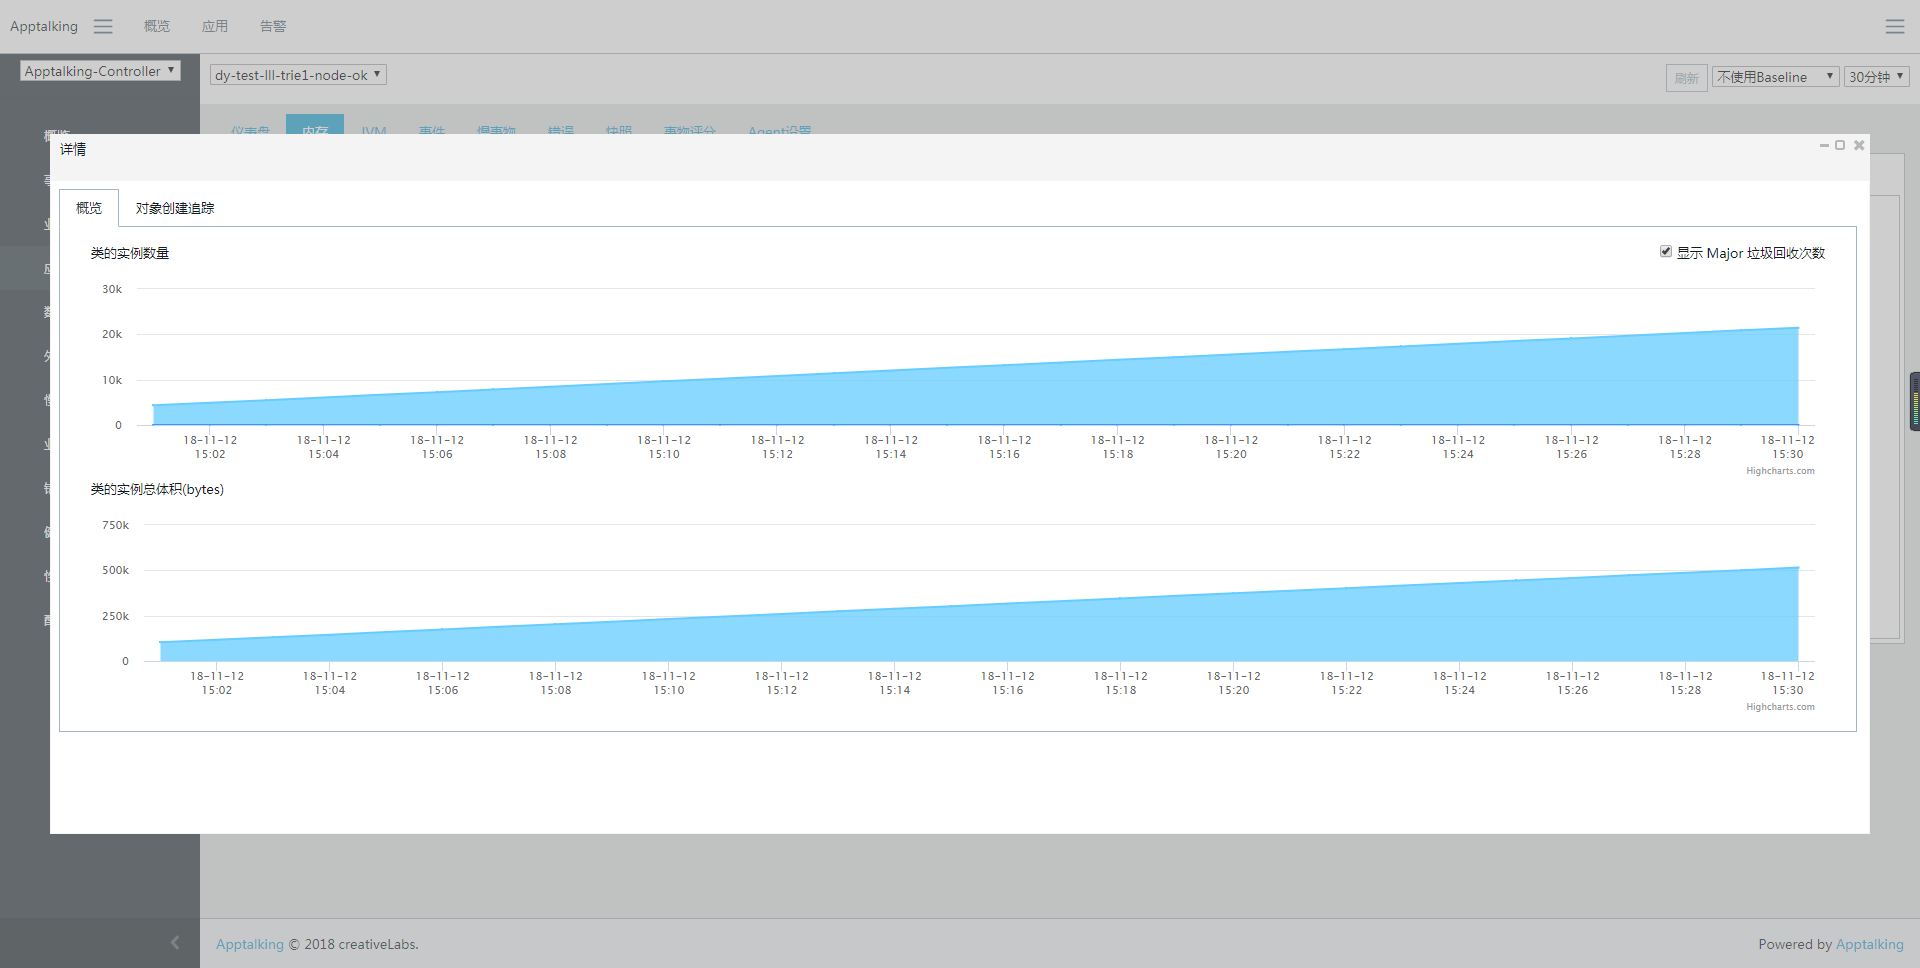 Apptalking 概览 应用 告警
Apptalking-Controller dy-test-lll-trie1-node-ok 刷新 不使用Baseline 30分钟
仪表盘 内存 JVM 事件 慢事物 错误 快照 事物评分 Agent设置
概览
详情
概览 对象创建追踪
类的实例数量 显示 Major 垃圾回收次数
30k
20k
10k
0
18-11-12 18-11-12 18-11-12 18-11-12 18-11-12 18-11-12 18-11-12 18-11-12 18-11-12 18-11-12 18-11-12 18-11-12 18-11-12 18-11-12 18-11-12
15:02 15:04 15:06 15:08 15:10 15:12 15:14 15:16 15:18 15:20 15:22 15:24 15:26 15:28 15:30
Highcharts.com
类的实例总体积(bytes)
750k
500k
250k
0
18-11-12 18-11-12 18-11-12 18-11-12 18-11-12 18-11-12 18-11-12 18-11-12 18-11-12 18-11-12 18-11-12 18-11-12 18-11-12 18-11-12 18-11-12
15:02 15:04 15:06 15:08 15:10 15:12 15:14 15:16 15:18 15:20 15:22 15:24 15:26 15:28 15:30
Highcharts.com
Apptalking © 2018 creativeLabs. Powered by Apptalking